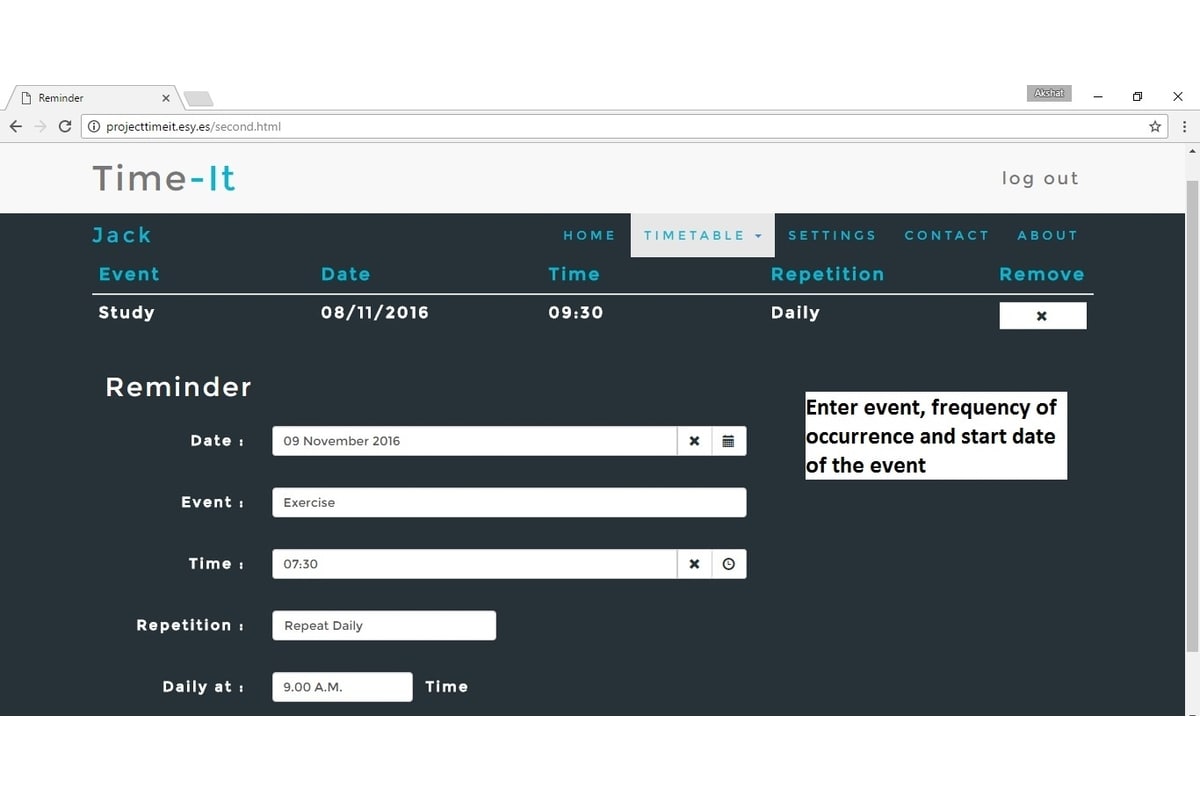 Reminder
Akshat
projecttimeit.esy.es/second.html
Time-It
log out
Jack
HOME
TIMETABLE
SETTINGS
CONTACT
ABOUT
Event Date Time Repetition Remove
Study 08/11/2016 09:30 Daily
Reminder
Date : 09 November 2016
Event : Exercise
Time : 07:30
Repetition : Repeat Daily
Daily at : 9.00 A.M. Time
Enter event, frequency of
occurrence and start date
of the event